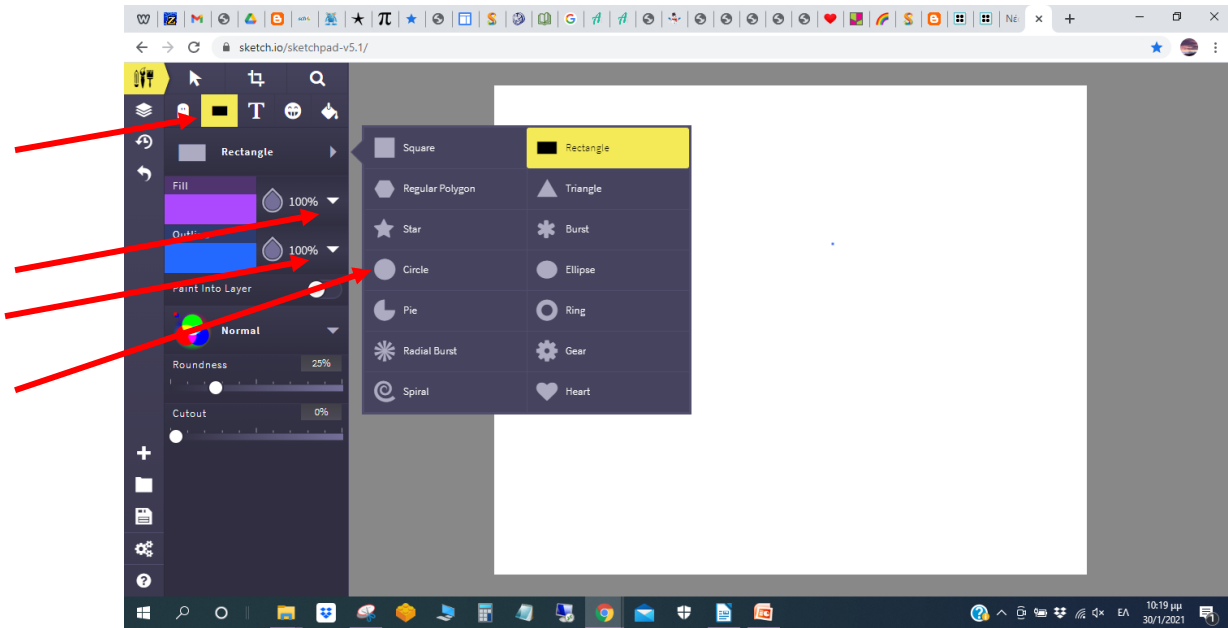 Né
sketch.io/sketchpad-v5.1/
T
Rectangle
Fill
100%
100%
Paint Into Layer
Normal
Roundness 25%
Cutout 0%
Square Rectangle
Regular Polygon Triangle
Star Burst
Circle Ellipse
Pie Ring
Radial Burst Gear
Spiral Heart
ΕΛ
10:19 μμ
30/1/2021